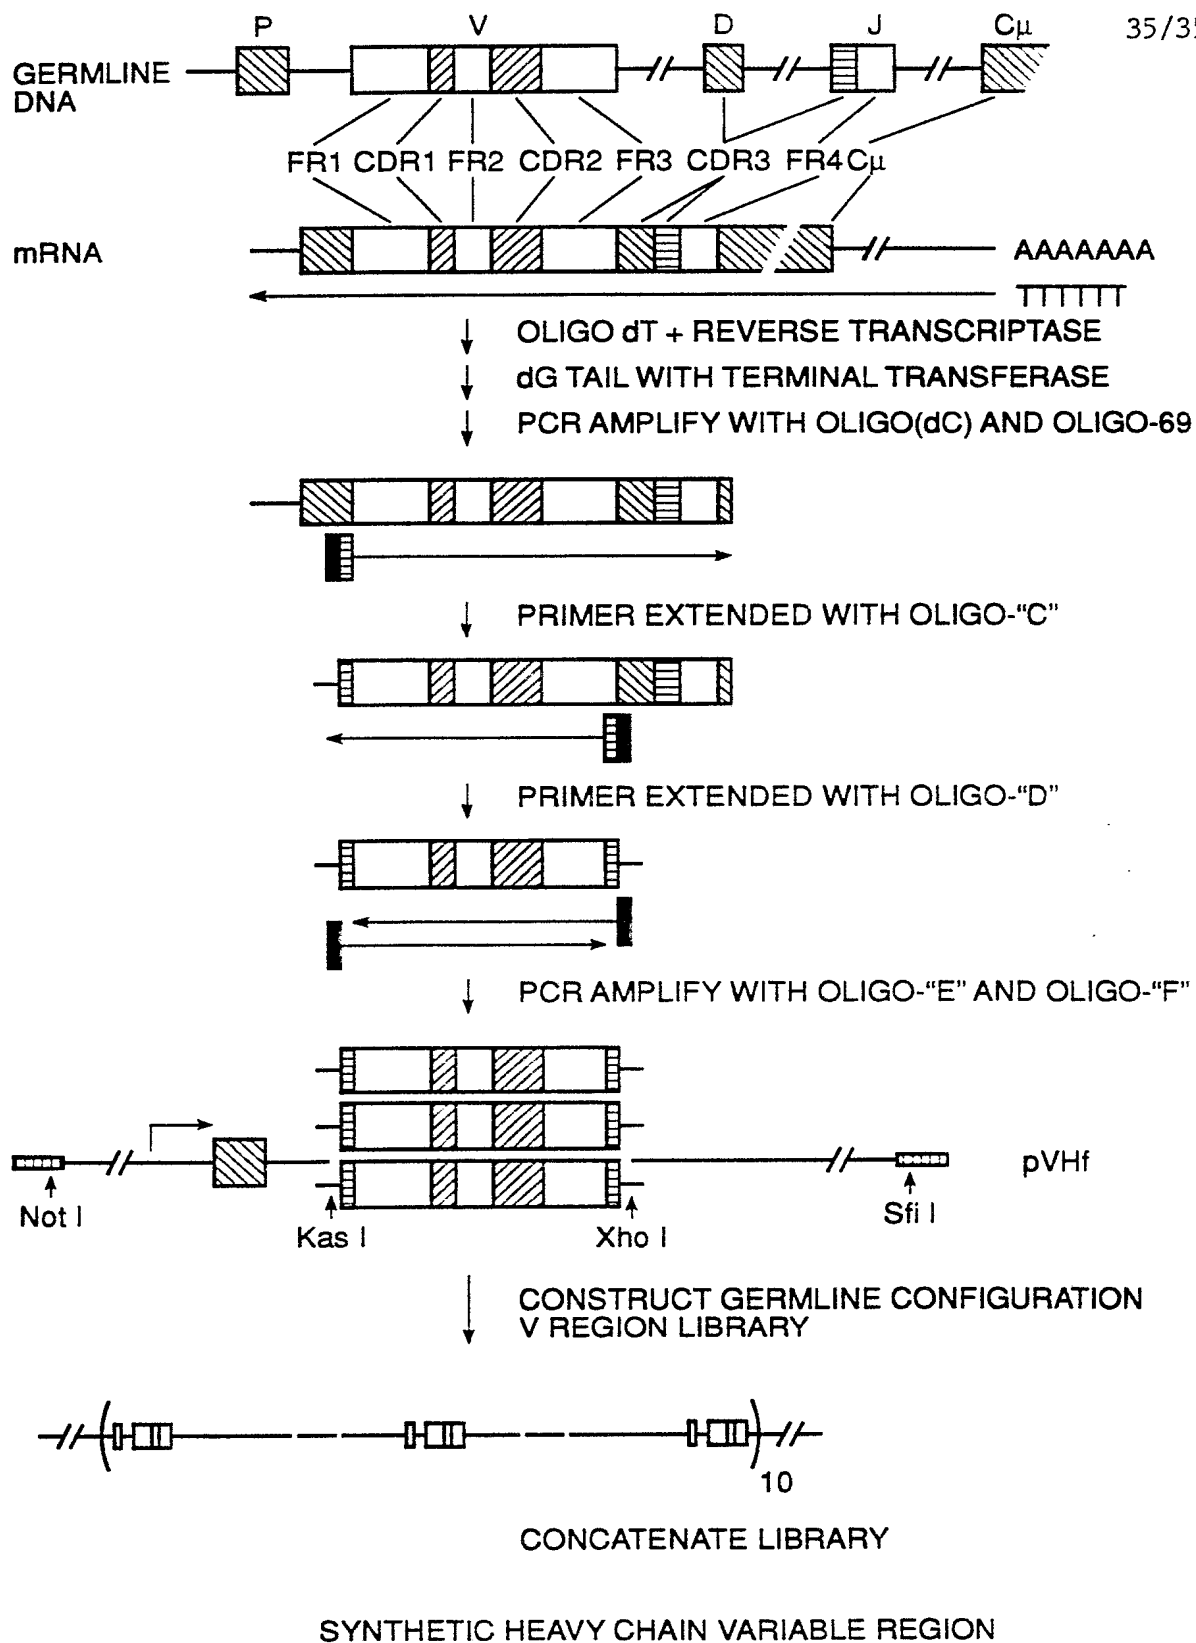 P V D J Cμ 35/35
GERMLINE
DNA
FR1 CDR1 FR2 CDR2 FR3 CDR3 FR4 Cμ
mRNA
AAAAAAA
TTTTTT
OLIGO dT + REVERSE TRANSCRIPTASE
dG TAIL WITH TERMINAL TRANSFERASE
PCR AMPLIFY WITH OLIGO(dC) AND OLIGO-69
PRIMER EXTENDED WITH OLIGO-“C”
PRIMER EXTENDED WITH OLIGO-“D”
PCR AMPLIFY WITH OLIGO-“E” AND OLIGO-“F”
pVHf
Not I
Kas I
Xho I
Sfi I
CONSTRUCT GERMLINE CONFIGURATION
V REGION LIBRARY
10
CONCATENATE LIBRARY
SYNTHETIC HEAVY CHAIN VARIABLE REGION